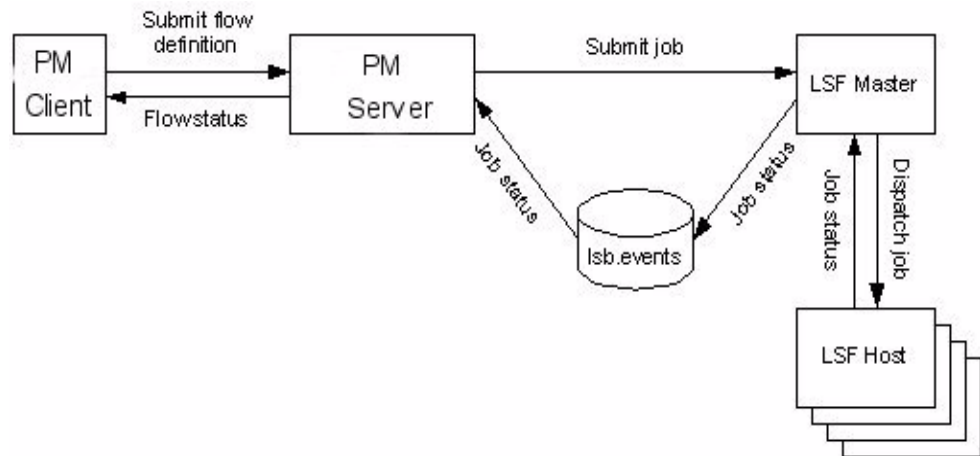 Submit flow
definition
PM
Client
PM
Server
Submit job
LSF Master
Flowstatus
Job status
Job status
Job status
Dispatch job
lsb.events
LSF Host